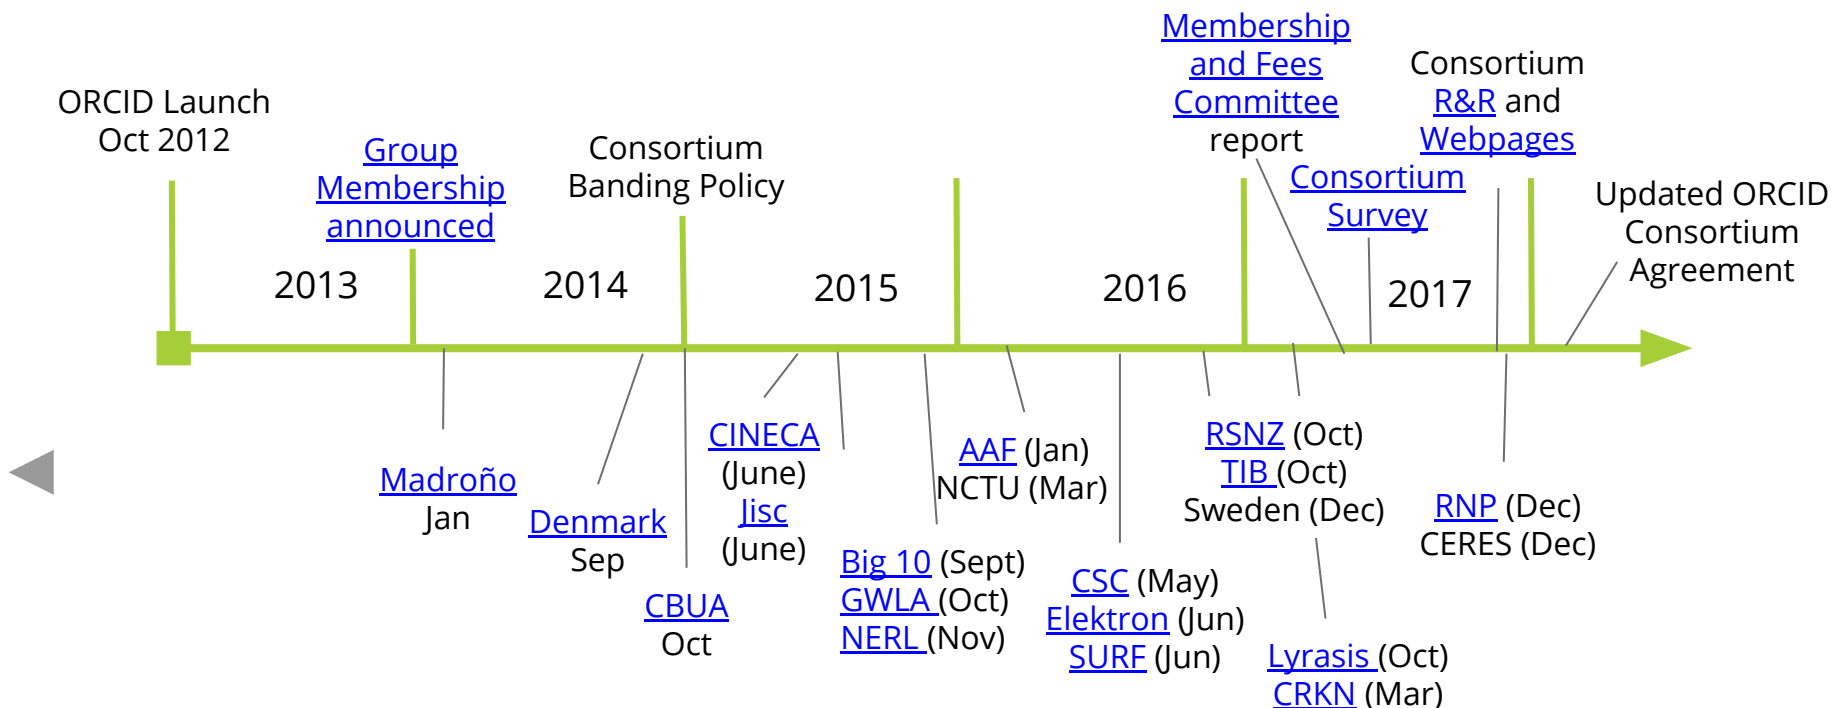 ORCID Launch
Oct 2012
Group
Membership
announced
Consortium
Banding Policy
Membership
and Fees
Committee
report
Consortium
Survey
Consortium
R&R and
Webpages
Updated ORCID
Consortium
Agreement
2013
2014
2015
2016
2017
Madroño
Jan
Denmark
Sep
CBUA
Oct
CINECA
(June)
Jisc
(June)
Big 10 (Sept)
GWLA (Oct)
NERL (Nov)
AAF (Jan)
NCTU (Mar)
CSC (May)
Elektron (Jun)
SURF (Jun)
RSNZ (Oct)
TIB (Oct)
Sweden (Dec)
Lyrasis (Oct)
CRKN (Mar)
RNP (Dec)
CERES (Dec)